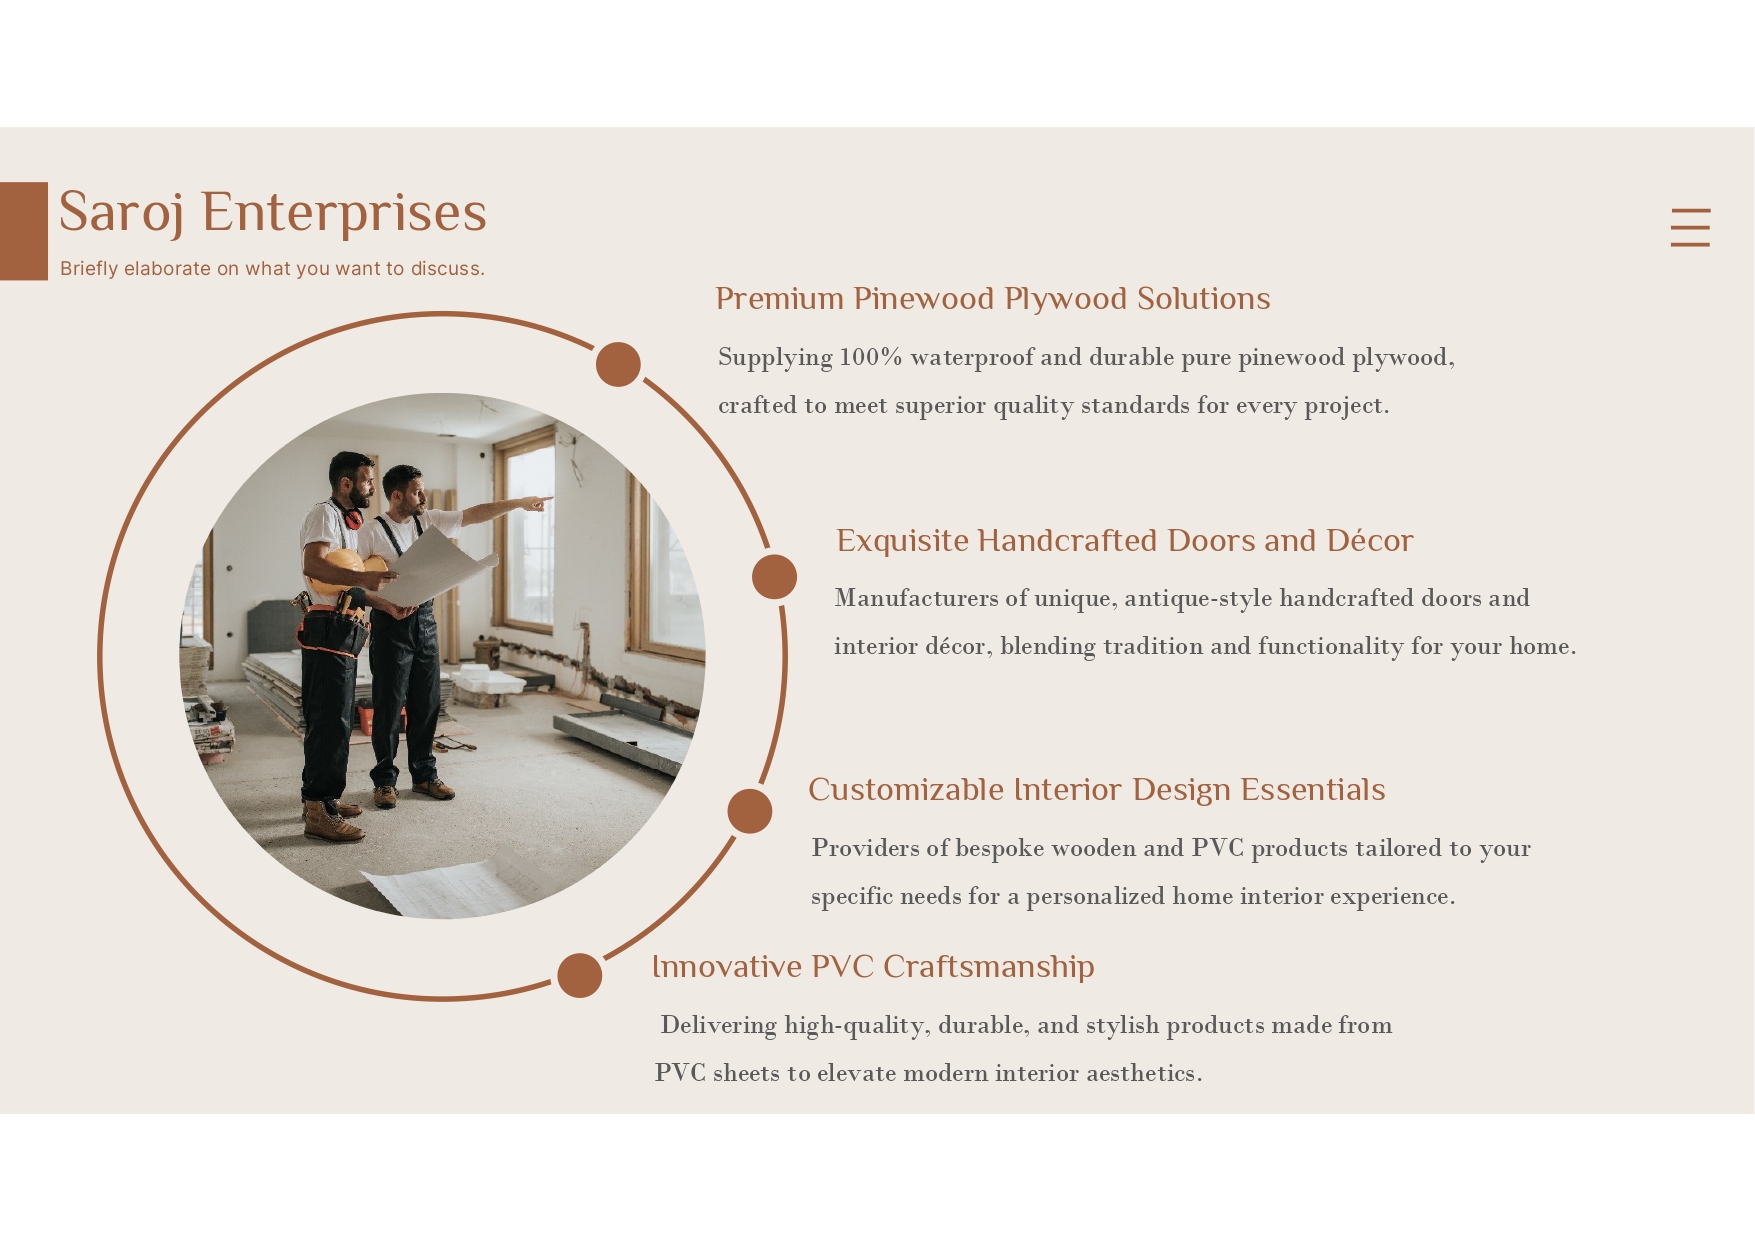 Saroj Enterprises
Briefly elaborate on what you want to discuss.
Premium Pinewood Plywood Solutions
Supplying 100% waterproof and durable pure pinewood plywood,
crafted to meet superior quality standards for every project.
Exquisite Handcrafted Doors and Décor
Manufacturers of unique, antique-style handcrafted doors and
interior décor, blending tradition and functionality for your home.
Customizable Interior Design Essentials
Providers of bespoke wooden and PVC products tailored to your
specific needs for a personalized home interior experience.
Innovative PVC Craftsmanship
Delivering high-quality, durable, and stylish products made from
PVC sheets to elevate modern interior aesthetics.